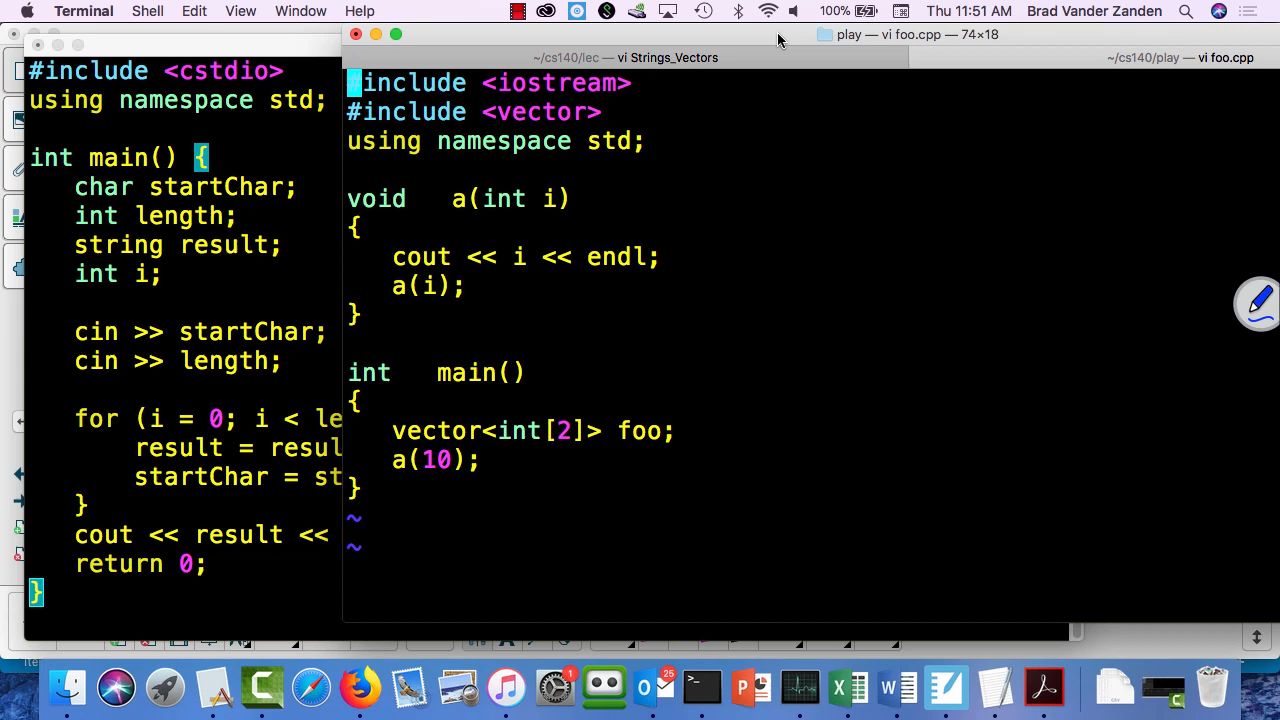 Terminal Shell Edit View Window Help 100% Thu 11:51 AM Brad Vander Zanden
play — vi foo.cpp — 74×18
~/cs140/lec — vi Strings_Vectors
~/cs140/play — vi foo.cpp
#include <cstdio>
using namespace std;
int main() {
char startChar;
int length;
string result;
int i;
cin >> startChar;
cin >> length;
for (i = 0; i < le
result = resul
startChar = st
}
cout << result <<
return 0;
}
#include <iostream>
#include <vector>
using namespace std;
void a(int i)
{
cout << i << endl;
a(i);
}
int main()
{
vector<int[2]> foo;
a(10);
}
~
~
1
25